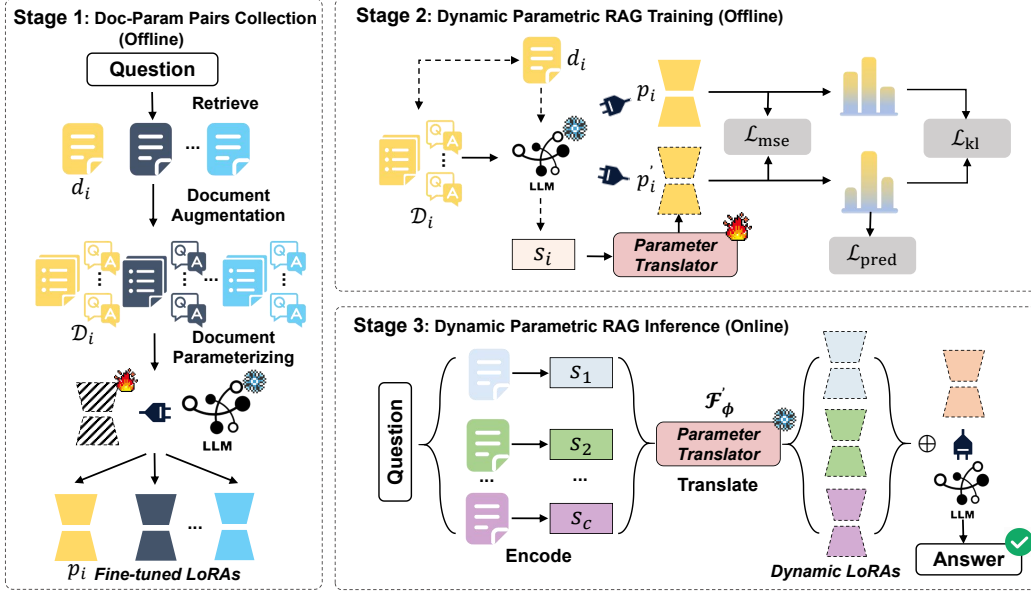 Stage 1: Doc-Param Pairs Collection
(Offline)
Question
Retrieve
...
d_i
Document
Augmentation
Q A
Q A
Q A
⋮ ⋮ ... ⋮
Q A
Q A
Q A
𝒟_i
Document
Parameterizing
LLM
...
p_i
Fine-tuned LoRAs
Stage 2: Dynamic Parametric RAG Training (Offline)
d_i
Q A
⋮
Q A
𝒟_i
LLM
p_i
p_i'
ℒ_mse
ℒ_kl
s_i
Parameter
Translator
ℒ_pred
Stage 3: Dynamic Parametric RAG Inference (Online)
Question
s_1
s_2
... ...
s_c
Encode
ℱ_ϕ'
Parameter
Translator
Translate
Dynamic LoRAs
⊕
LLM
Answer